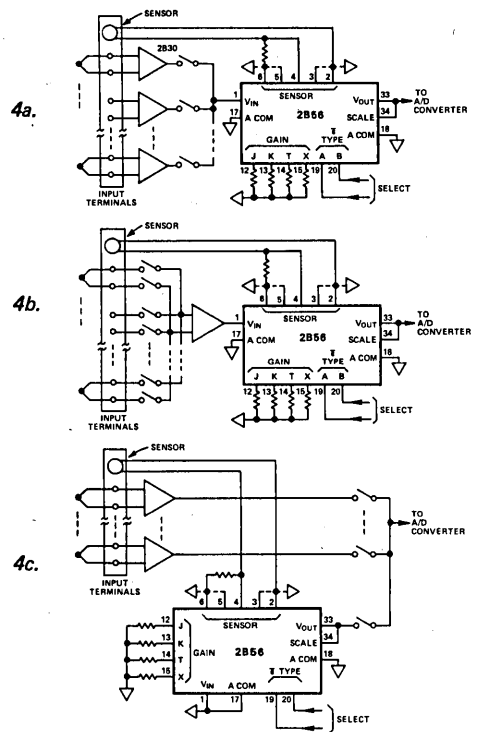 SENSOR
2B30
4a.
INPUT
TERMINALS
6 5 4 3 2
SENSOR
1 VIN
17 A COM
2B56
VOUT 33
SCALE 34
A COM 18
TO
A/D
CONVERTER
GAIN
TYPE
J K T X A B
12 13 14 15 19 20
SELECT
SENSOR
4b.
INPUT
TERMINALS
6 5 4 3 2
SENSOR
1 VIN
17 A COM
2B56
VOUT 33
SCALE 34
A COM 18
TO
A/D
CONVERTER
GAIN
TYPE
J K T X A B
12 13 14 15 19 20
SELECT
SENSOR
4c.
INPUT
TERMINALS
TO
A/D
CONVERTER
6 5 4 3 2
SENSOR
12 J
13 K
14 T
15 X
GAIN
2B56
VOUT 33
SCALE 34
A COM 18
VIN A COM
TYPE
1 17 19 20
SELECT